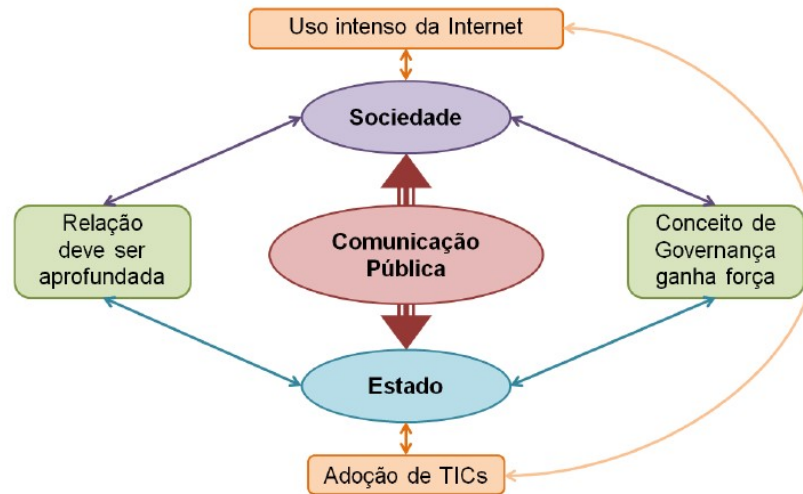 Uso intenso da Internet
Sociedade
Relação
deve ser
aprofundada
Comunicação
Pública
Conceito de
Governança
ganha força
Estado
Adoção de TICs